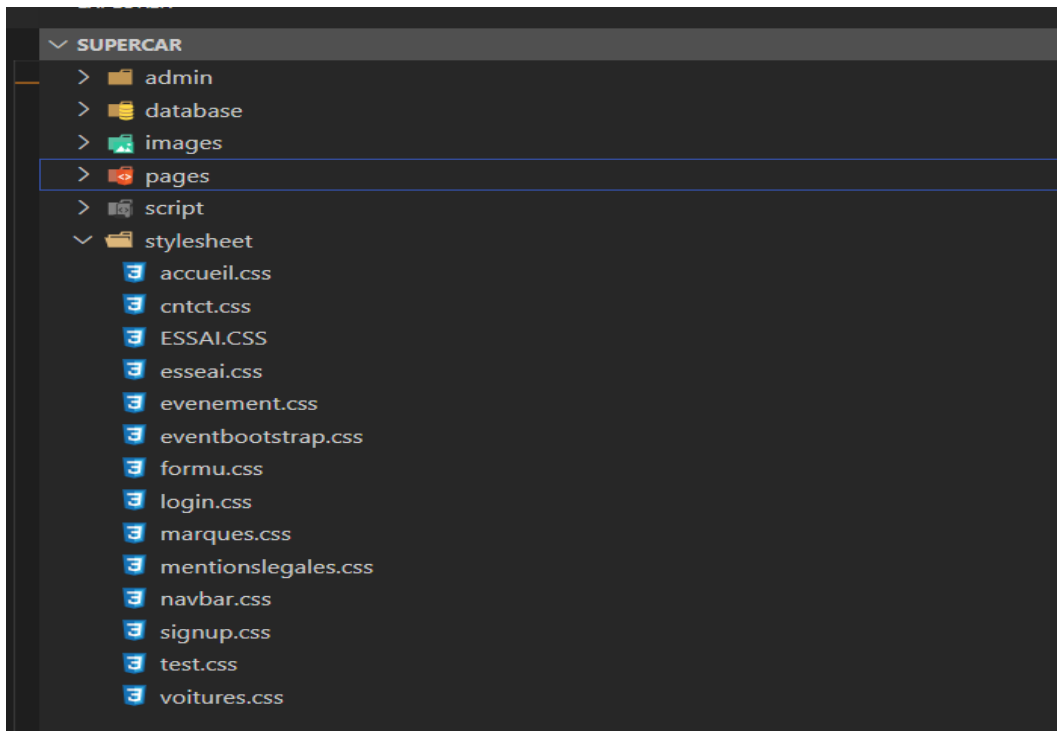 SUPERCAR
admin
database
images
pages
script
stylesheet
accueil.css
cntct.css
ESSAI.CSS
esseai.css
evenement.css
eventbootstrap.css
formu.css
login.css
marques.css
mentionslegales.css
navbar.css
signup.css
test.css
voitures.css